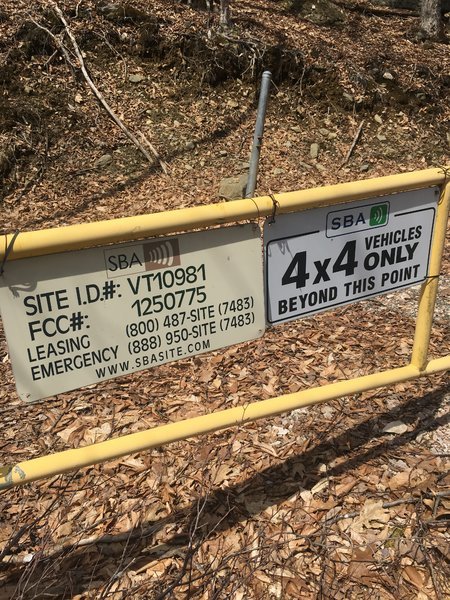 SBA
SITE I.D.#: VT10981
FCC#: 1250775
LEASING (800) 487-SITE (7483)
EMERGENCY (888) 950-SITE (7483)
WWW.SBASITE.COM
SBA
4x4 VEHICLES ONLY
BEYOND THIS POINT